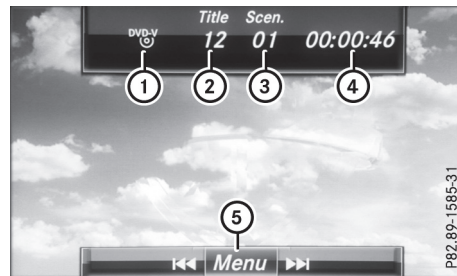 Title Scen.
DVD-V 12 01 00:00:46
1 2 3 4
5
Menu
P82.89-1585-31